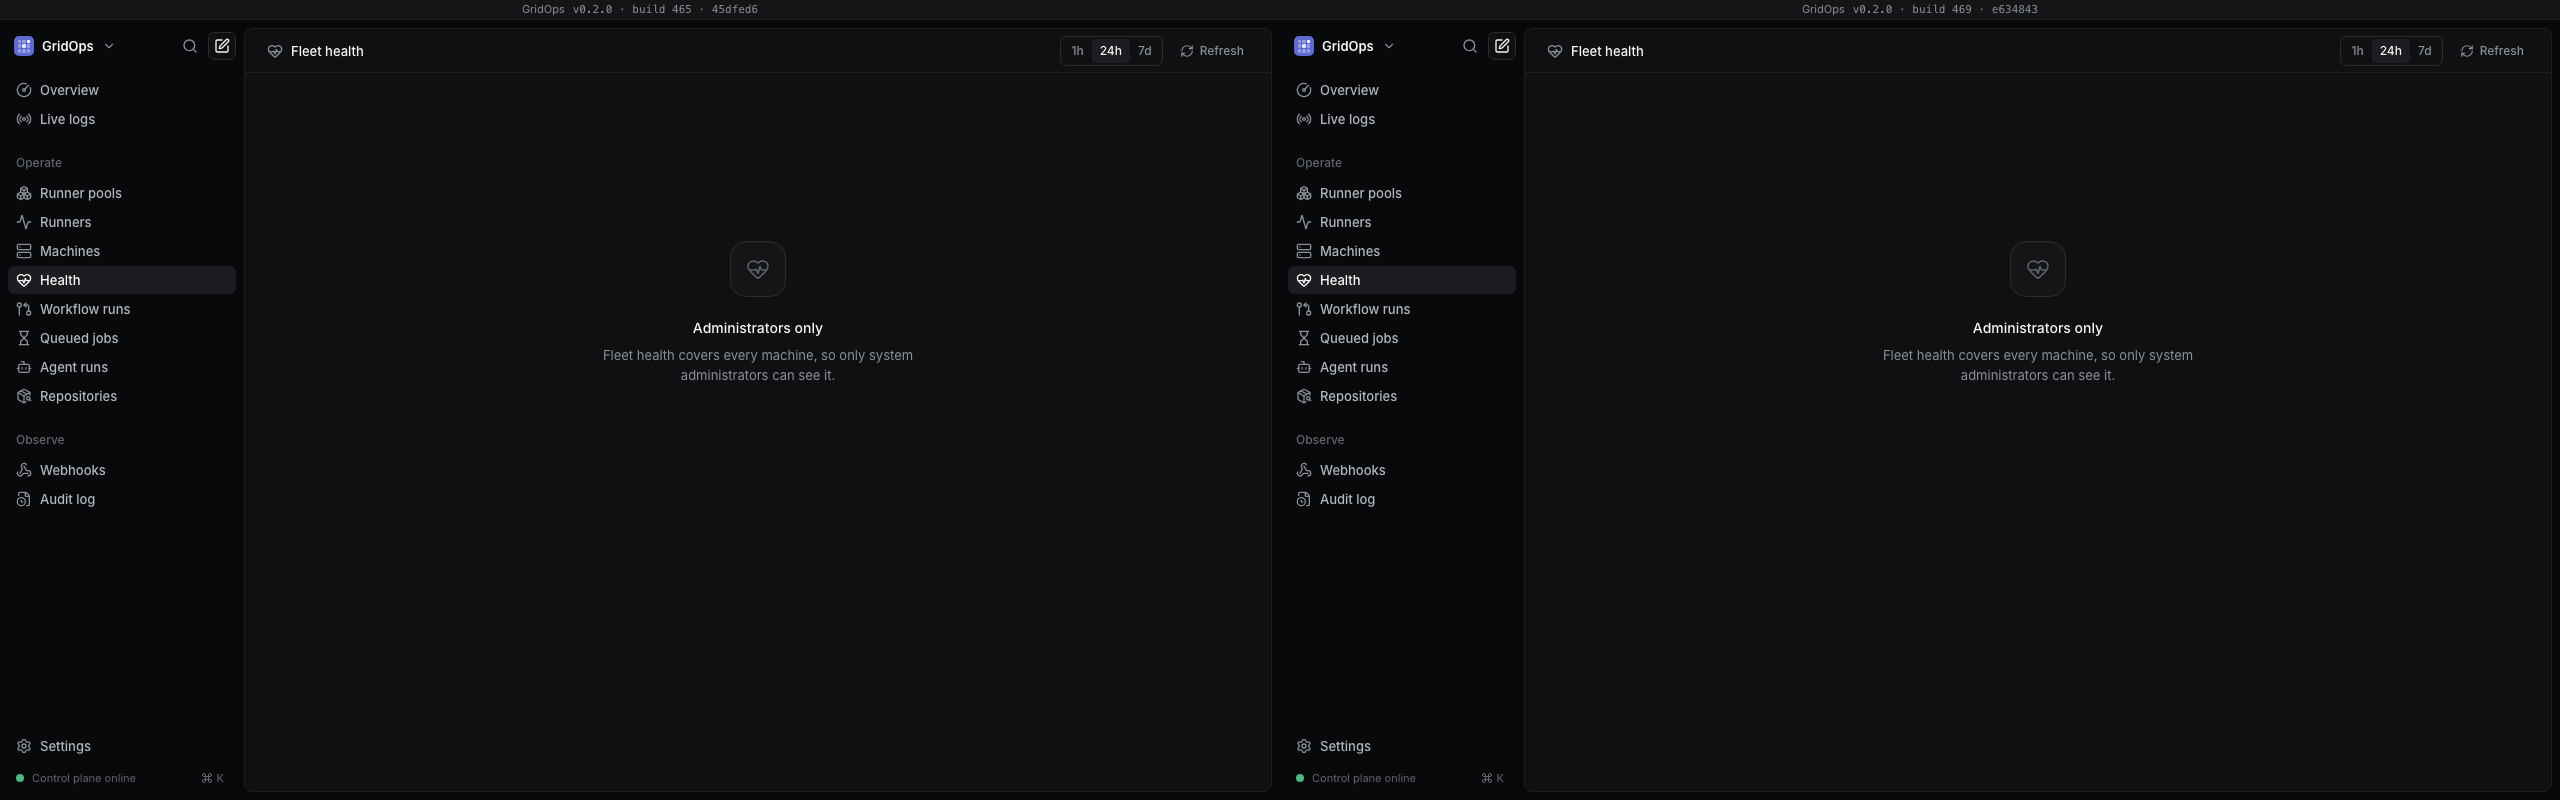 GridOps v0.2.0 · build 465 · 45dfed6
GridOps
Overview
Live logs
Operate
Runner pools
Runners
Machines
Health
Workflow runs
Queued jobs
Agent runs
Repositories
Observe
Webhooks
Audit log
Settings
Control plane online ⌘ K
Fleet health
1h 24h 7d Refresh
Administrators only
Fleet health covers every machine, so only system
administrators can see it.
GridOps v0.2.0 · build 469 · e634843
GridOps
Overview
Live logs
Operate
Runner pools
Runners
Machines
Health
Workflow runs
Queued jobs
Agent runs
Repositories
Observe
Webhooks
Audit log
Settings
Control plane online ⌘ K
Fleet health
1h 24h 7d Refresh
Administrators only
Fleet health covers every machine, so only system
administrators can see it.